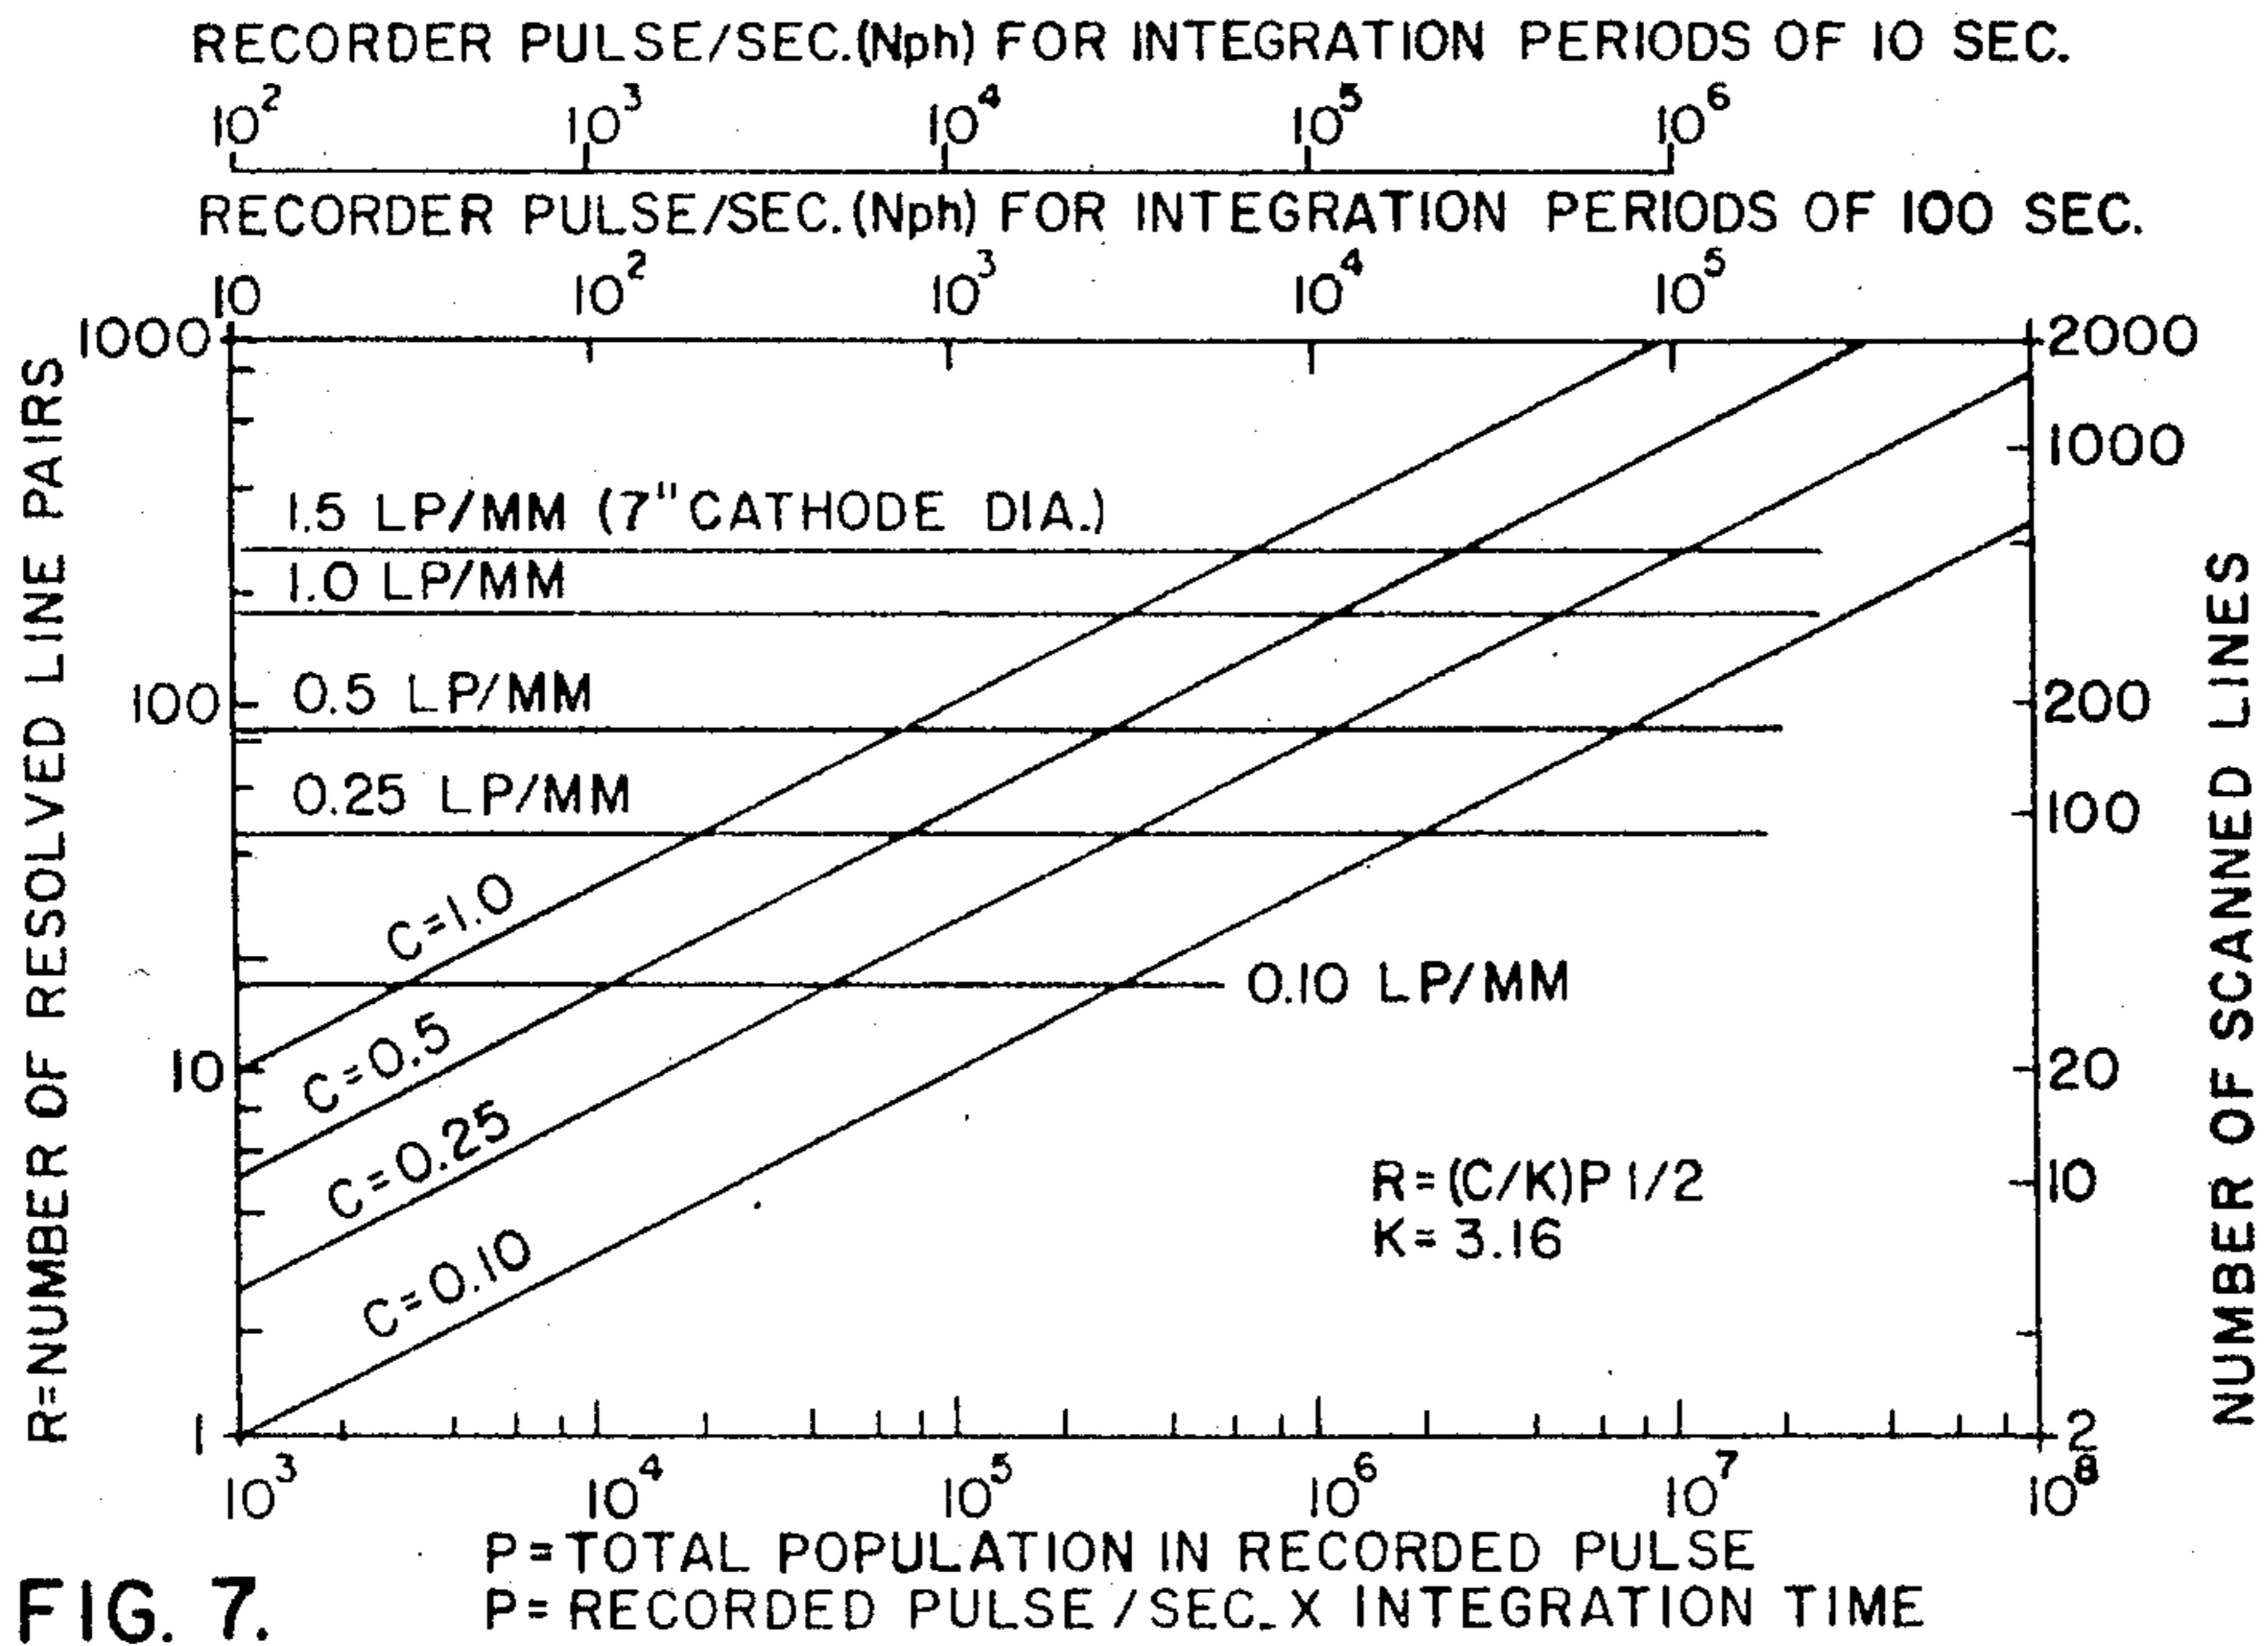 RECORDER PULSE/SEC.(Nph) FOR INTEGRATION PERIODS OF 10 SEC.
10² 10³ 10⁴ 10⁵ 10⁶
RECORDER PULSE/SEC.(Nph) FOR INTEGRATION PERIODS OF 100 SEC.
10 10² 10³ 10⁴ 10⁵
R=NUMBER OF RESOLVED LINE PAIRS
1000
100
10
1
2000
1000
200
100
20
10
2
NUMBER OF SCANNED LINES
1.5 LP/MM (7" CATHODE DIA.)
1.0 LP/MM
0.5 LP/MM
0.25 LP/MM
0.10 LP/MM
C=1.0
C=0.5
C=0.25
C=0.10
R=(C/K)P 1/2
K=3.16
10³ 10⁴ 10⁵ 10⁶ 10⁷ 10⁸
P=TOTAL POPULATION IN RECORDED PULSE
P=RECORDED PULSE/SEC. X INTEGRATION TIME
FIG. 7.